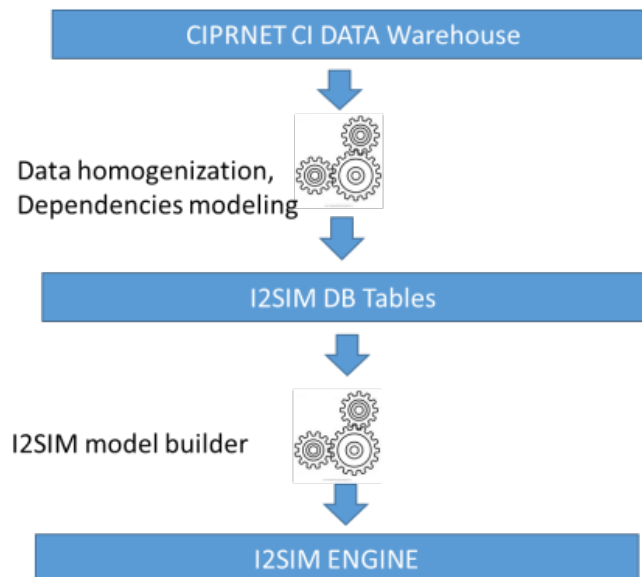 CIPRNET CI DATA Warehouse
Data homogenization,
Dependencies modeling
I2SIM DB Tables
I2SIM model builder
I2SIM ENGINE